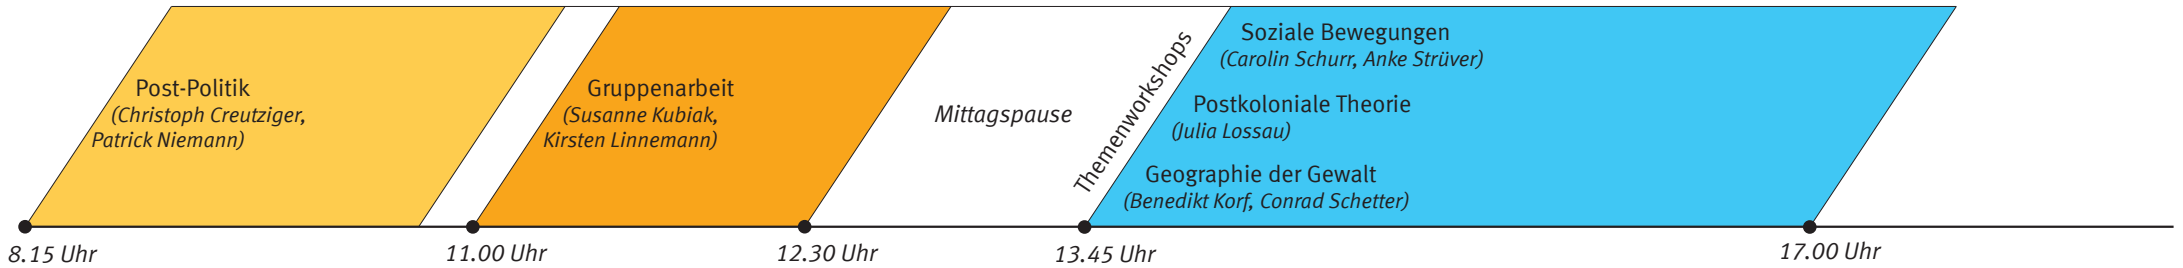 Post-Politik
(Christoph Creutziger,
Patrick Niemann)
Gruppenarbeit
(Susanne Kubiak,
Kirsten Linnemann)
Mittagspause
Themenworkshops
Soziale Bewegungen
(Carolin Schurr, Anke Strüver)
Postkoloniale Theorie
(Julia Lossau)
Geographie der Gewalt
(Benedikt Korf, Conrad Schetter)
8.15 Uhr
11.00 Uhr
12.30 Uhr
13.45 Uhr
17.00 Uhr